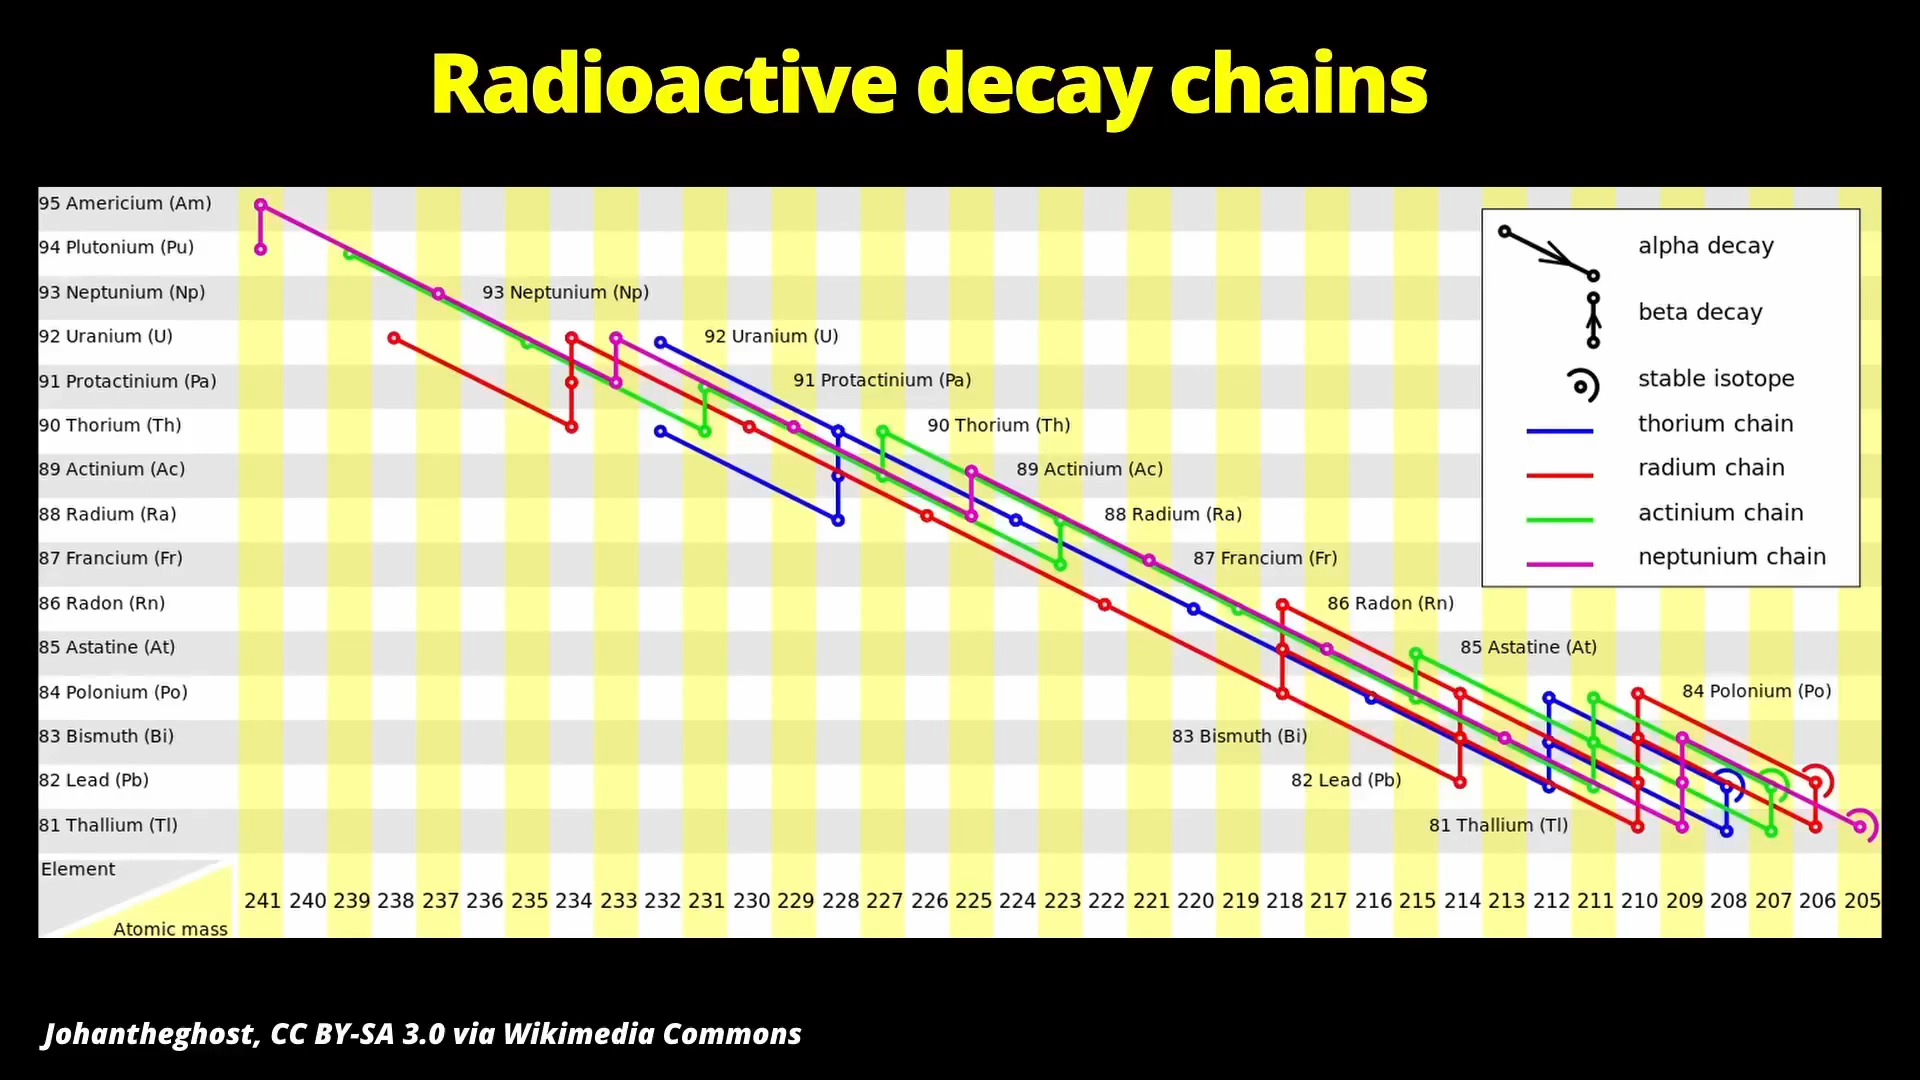 Radioactive decay chains
95 Americium (Am)
94 Plutonium (Pu)
93 Neptunium (Np)
93 Neptunium (Np)
92 Uranium (U)
92 Uranium (U)
91 Protactinium (Pa)
91 Protactinium (Pa)
90 Thorium (Th)
90 Thorium (Th)
89 Actinium (Ac)
89 Actinium (Ac)
88 Radium (Ra)
88 Radium (Ra)
87 Francium (Fr)
87 Francium (Fr)
86 Radon (Rn)
86 Radon (Rn)
85 Astatine (At)
85 Astatine (At)
84 Polonium (Po)
84 Polonium (Po)
83 Bismuth (Bi)
83 Bismuth (Bi)
82 Lead (Pb)
82 Lead (Pb)
81 Thallium (Tl)
81 Thallium (Tl)
alpha decay
beta decay
stable isotope
thorium chain
radium chain
actinium chain
neptunium chain
Element
Atomic mass
241 240 239 238 237 236 235 234 233 232 231 230 229 228 227 226 225 224 223 222 221 220 219 218 217 216 215 214 213 212 211 210 209 208 207 206 205
Johantheghost, CC BY-SA 3.0 via Wikimedia Commons